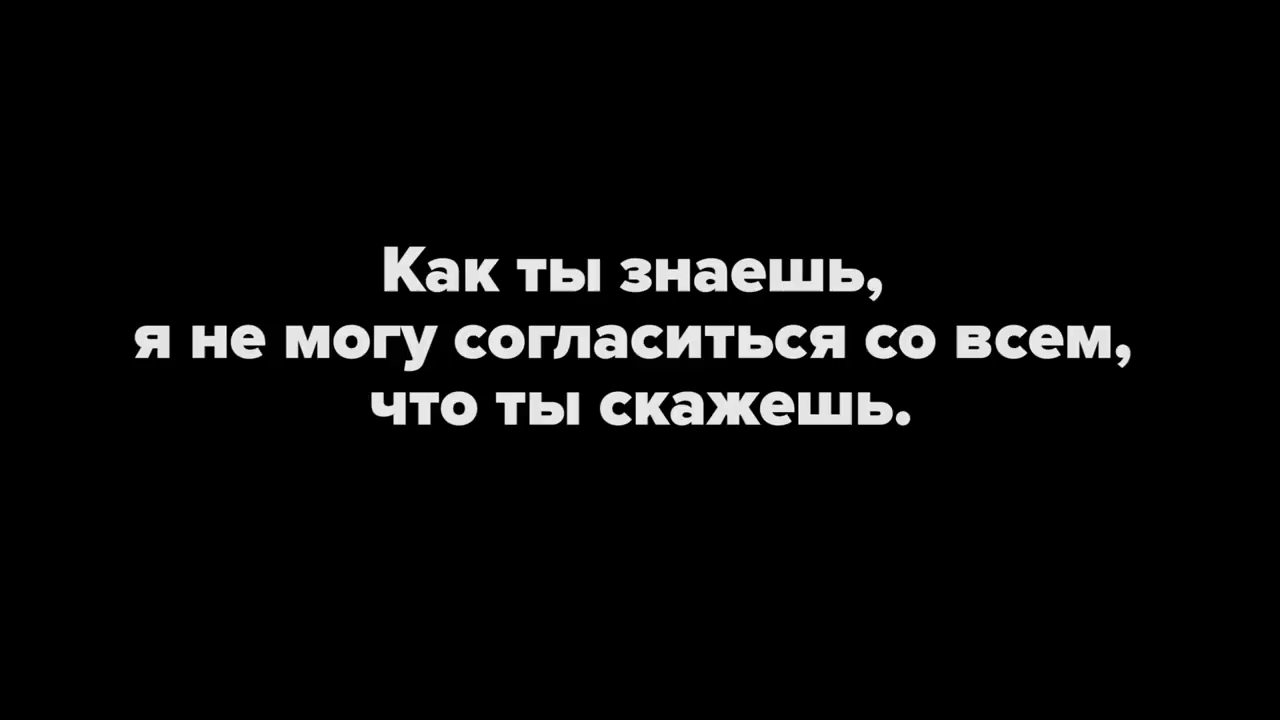 Как ты знаешь,
я не могу согласиться со всем,
что ты скажешь.